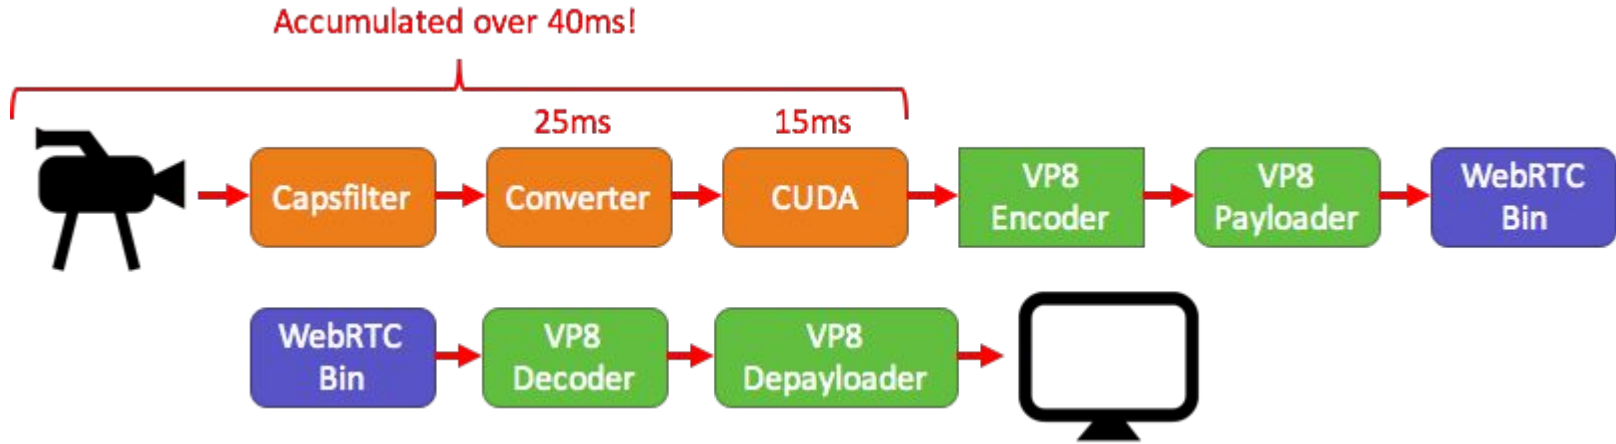 Accumulated over 40ms!
25ms
15ms
Capsfilter
Converter
CUDA
VP8
Encoder
VP8
Payloader
WebRTC
Bin
WebRTC
Bin
VP8
Decoder
VP8
Depayloader